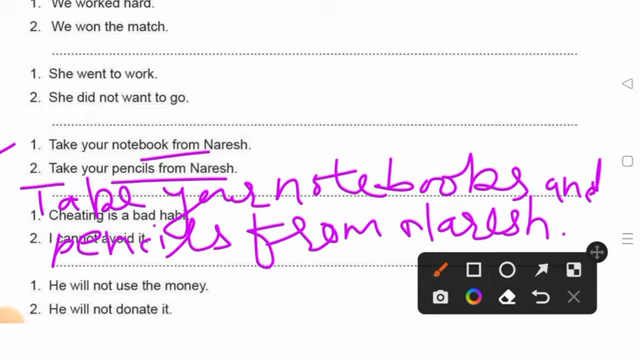 1. We worked hard.
2. We won the match.
1. She went to work.
2. She did not want to go.
1. Take your notebook from Naresh.
2. Take your pencils from Naresh.
Take your notebooks and
1. Cheating is a bad habit.
pencils from Naresh.
2. I cannot avoid it.
1. He will not use the money.
2. He will not donate it.